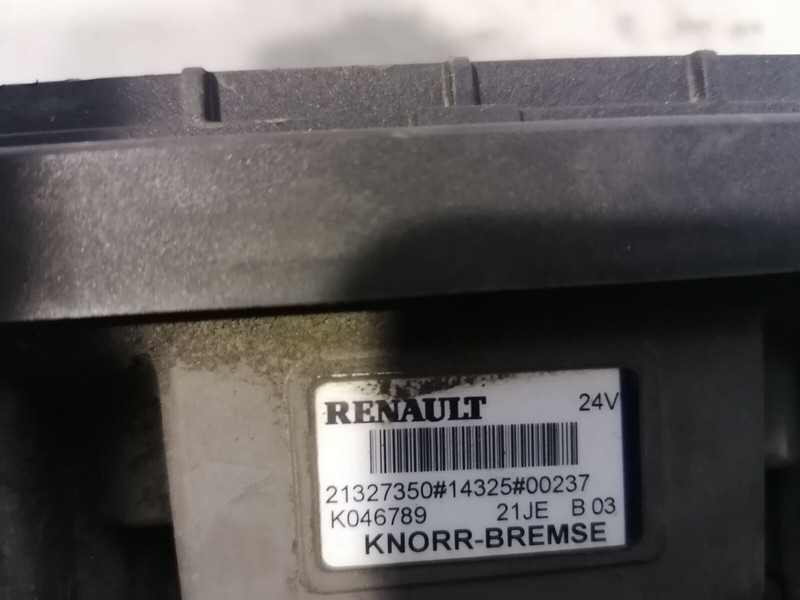 RENAULT 24V
21327350#14325#00237
K046789 21JE B 03
KNORR-BREMSE